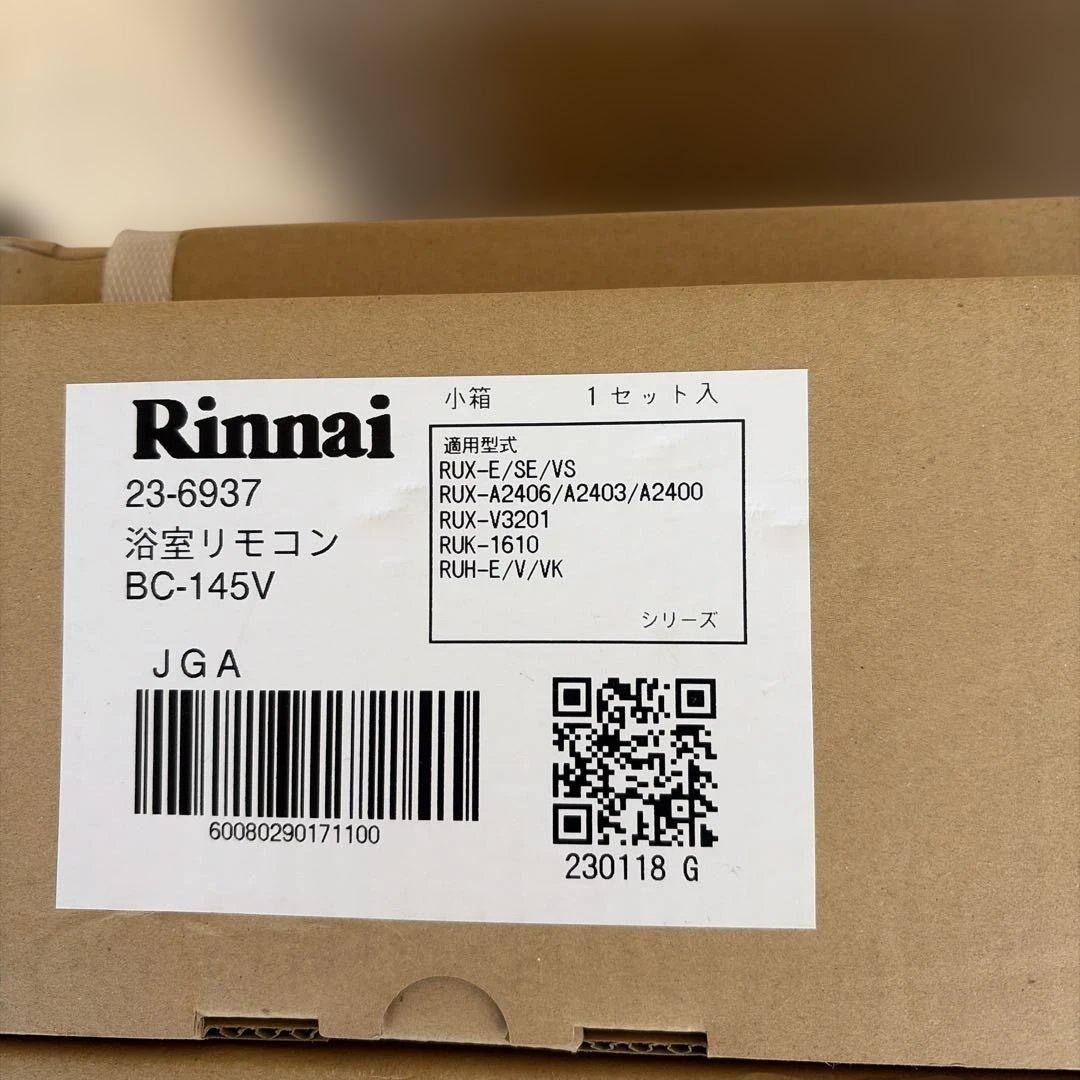 Rinnai
23-6937
浴室リモコン
BC-145V
小箱 1セット入
適用型式
RUX-E/SE/VS
RUX-A2406/A2403/A2400
RUX-V3201
RUK-1610
RUH-E/V/VK
シリーズ
JGA
60080290171100
230118 G